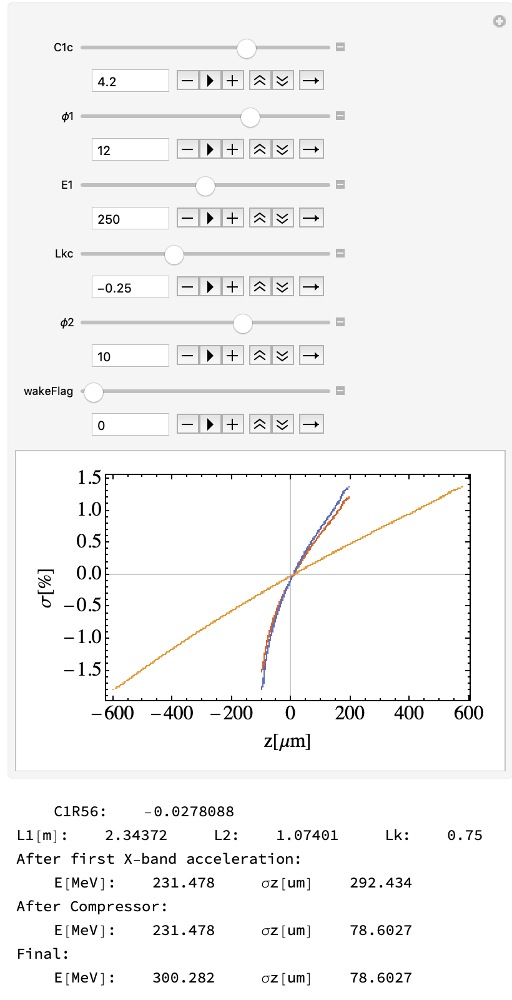 C1c
4.2
ϕ1
12
E1
250
Lkc
−0.25
ϕ2
10
wakeFlag
0
1.5
1.0
0.5
0.0
−0.5
−1.0
−1.5
σ[%]
−600 −400 −200 0 200 400 600
z[μm]
C1R56: -0.0278088
L1[m]: 2.34372 L2: 1.07401 Lk: 0.75
After first X-band acceleration:
E[MeV]: 231.478 σz[um] 292.434
After Compressor:
E[MeV]: 231.478 σz[um] 78.6027
Final:
E[MeV]: 300.282 σz[um] 78.6027